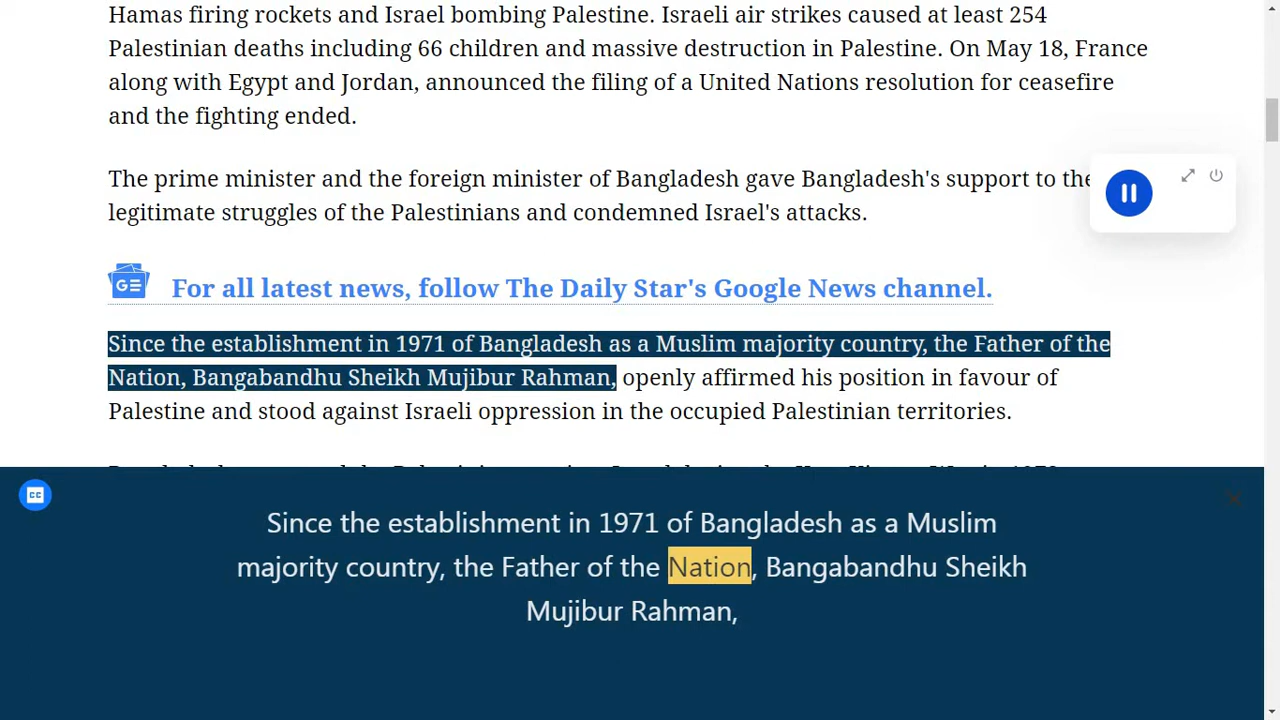 Hamas firing rockets and Israel bombing Palestine. Israeli air strikes caused at least 254
Palestinian deaths including 66 children and massive destruction in Palestine. On May 18, France
along with Egypt and Jordan, announced the filing of a United Nations resolution for ceasefire
and the fighting ended.
The prime minister and the foreign minister of Bangladesh gave Bangladesh's support to the
legitimate struggles of the Palestinians and condemned Israel's attacks.
For all latest news, follow The Daily Star's Google News channel.
Since the establishment in 1971 of Bangladesh as a Muslim majority country, the Father of the
Nation, Bangabandhu Sheikh Mujibur Rahman, openly affirmed his position in favour of
Palestine and stood against Israeli oppression in the occupied Palestinian territories.
CC
Since the establishment in 1971 of Bangladesh as a Muslim
majority country, the Father of the Nation, Bangabandhu Sheikh
Mujibur Rahman,